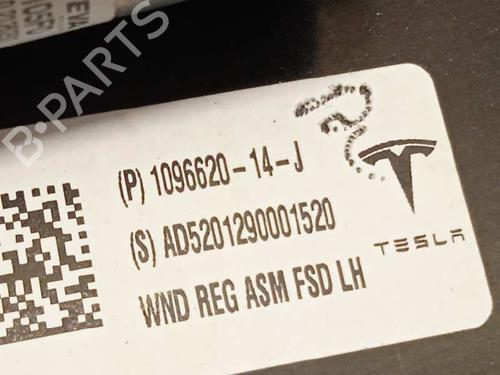 B-PARTS
(P) 1096620-14-J
(S) AD5201290001520
WND REG ASM FSD LH
TESLA